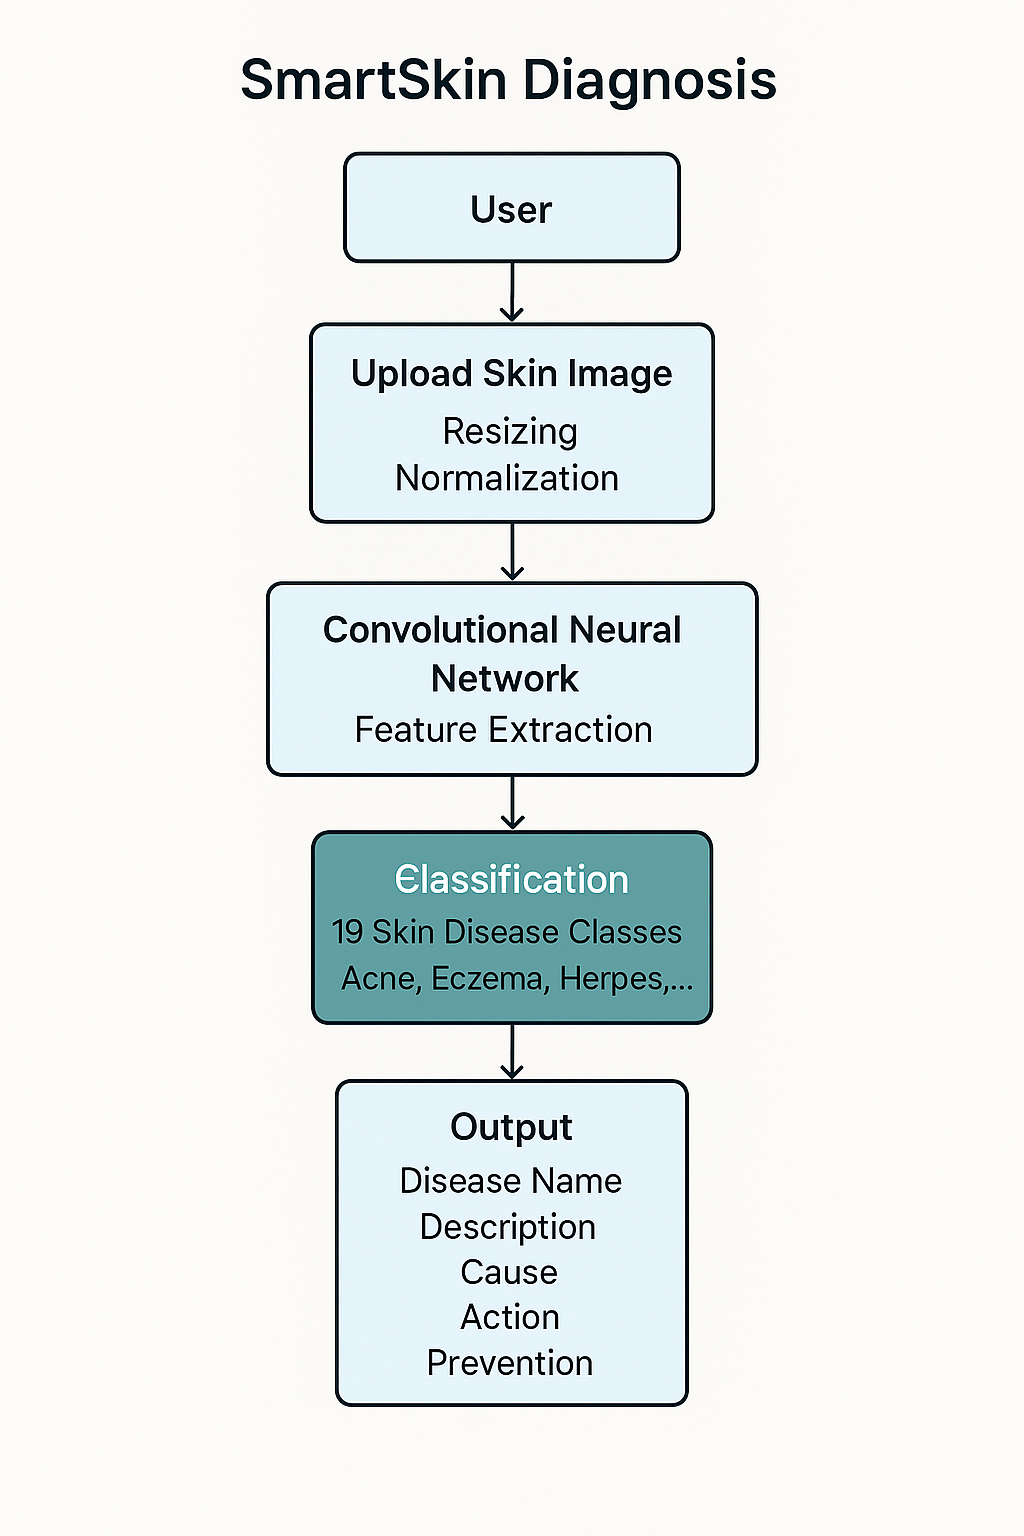 SmartSkin Diagnosis
User
Upload Skin Image
Resizing
Normalization
Convolutional Neural
Network
Feature Extraction
Єlassification
19 Skin Disease Classes
Acne, Eczema, Herpes,...
Output
Disease Name
Description
Cause
Action
Prevention